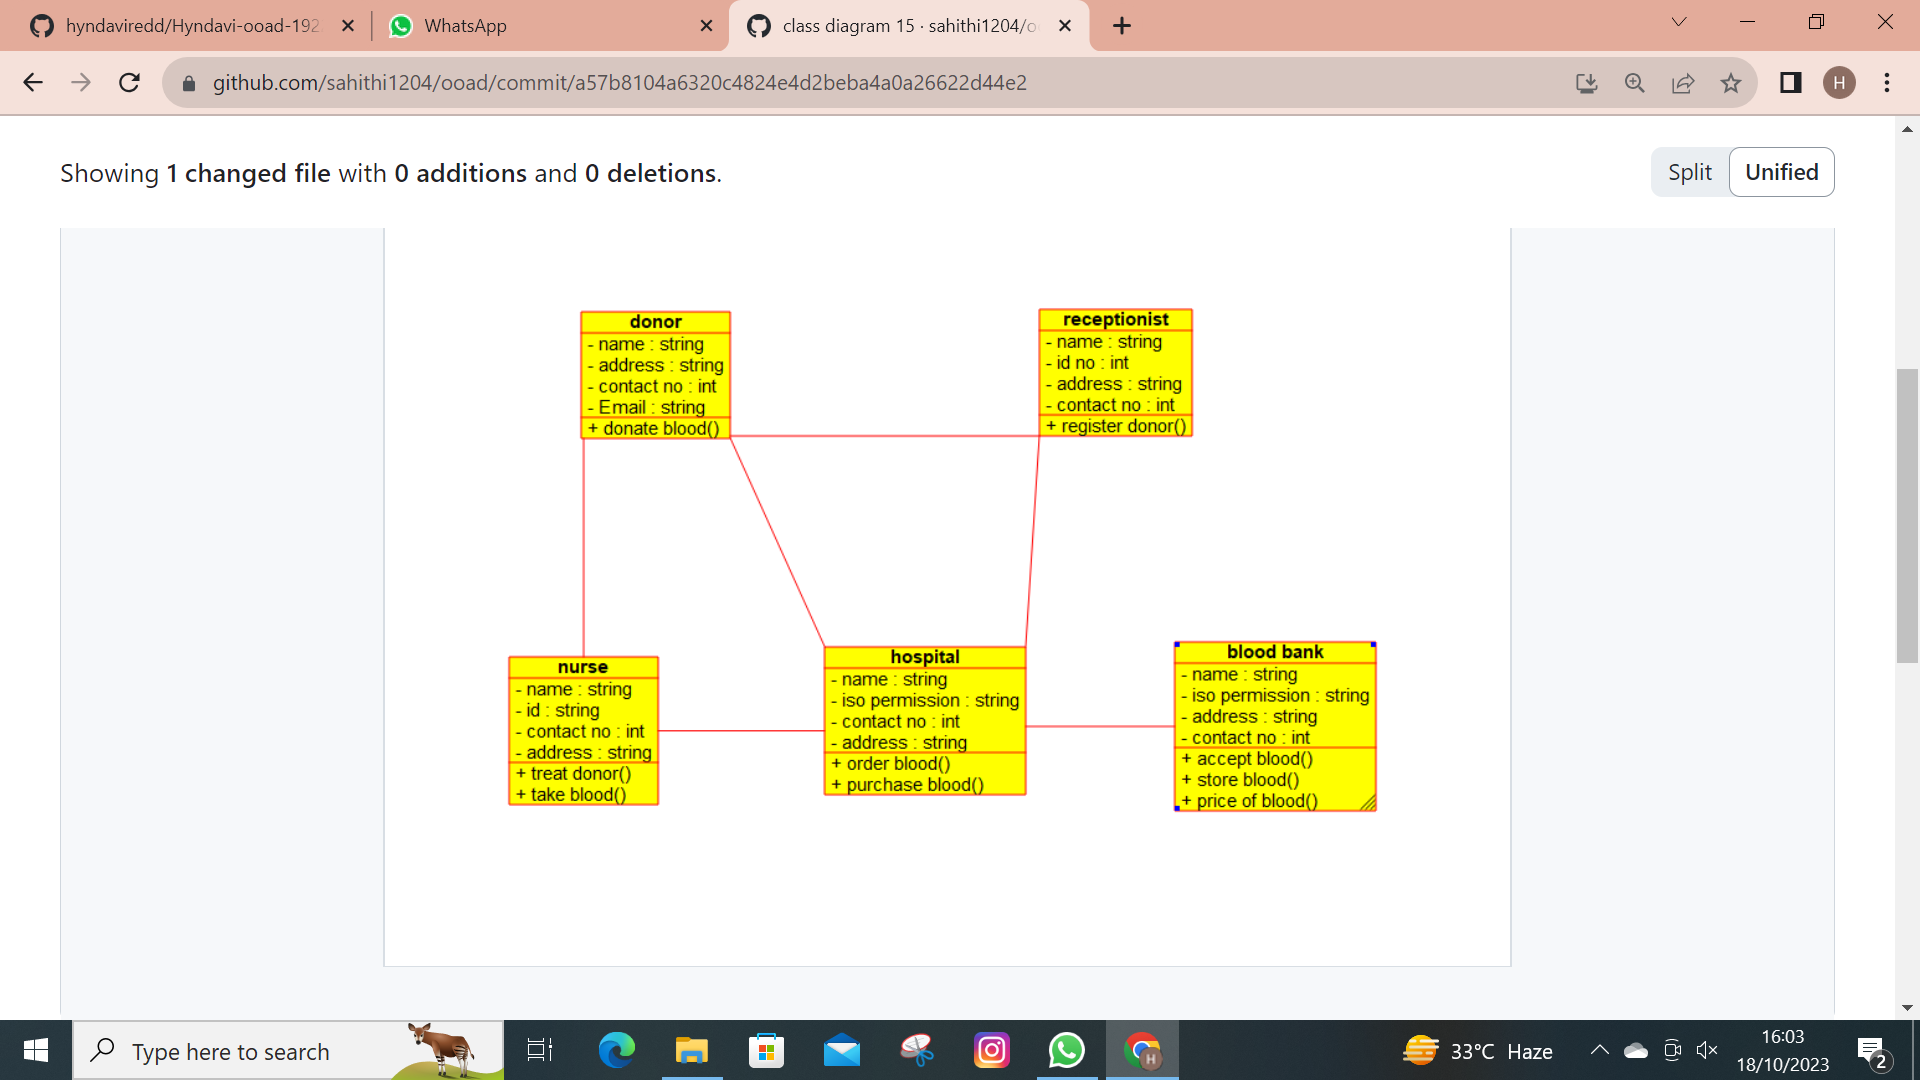 hyndaviredd/Hyndavi-ooad-192
WhatsApp
class diagram 15 · sahithi1204/o
github.com/sahithi1204/ooad/commit/a57b8104a6320c4824e4d2beba4a0a26622d44e2
H
Showing 1 changed file with 0 additions and 0 deletions.
Split
Unified
donor
- name : string
- address : string
- contact no : int
- Email : string
+ donate blood()
receptionist
- name : string
- id no : int
- address : string
- contact no : int
+ register donor()
nurse
- name : string
- id : string
- contact no : int
- address : string
+ treat donor()
+ take blood()
hospital
- name : string
- iso permission : string
- contact no : int
- address : string
+ order blood()
+ purchase blood()
blood bank
- name : string
- iso permission : string
- address : string
- contact no : int
+ accept blood()
+ store blood()
+ price of blood()
Type here to search
H
33°C Haze
16:03
18/10/2023
2